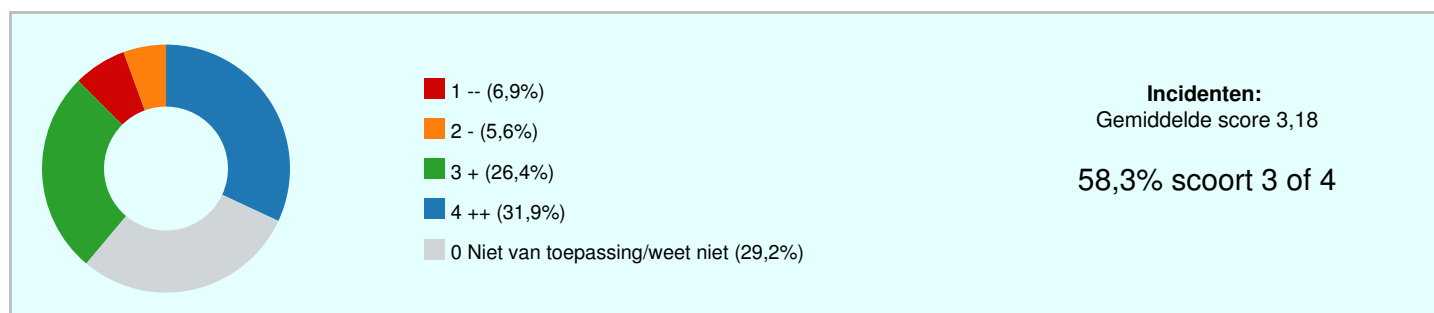 1 -- (6,9%)
2 - (5,6%)
3 + (26,4%)
4 ++ (31,9%)
0 Niet van toepassing/weet niet (29,2%)
Incidenten:
Gemiddelde score 3,18
58,3% scoort 3 of 4